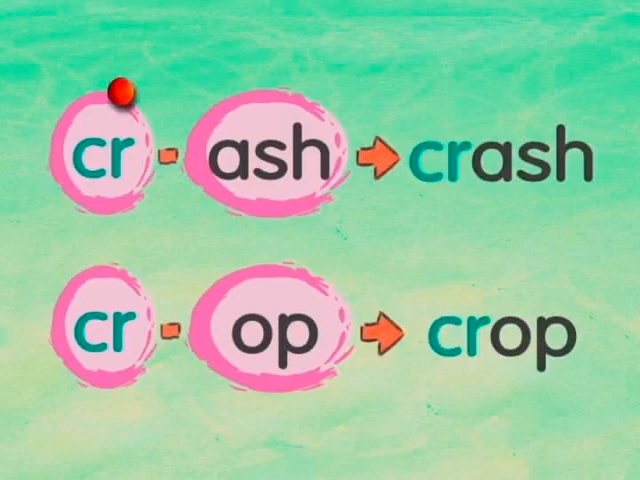 cr - ash → crash
cr - op → crop